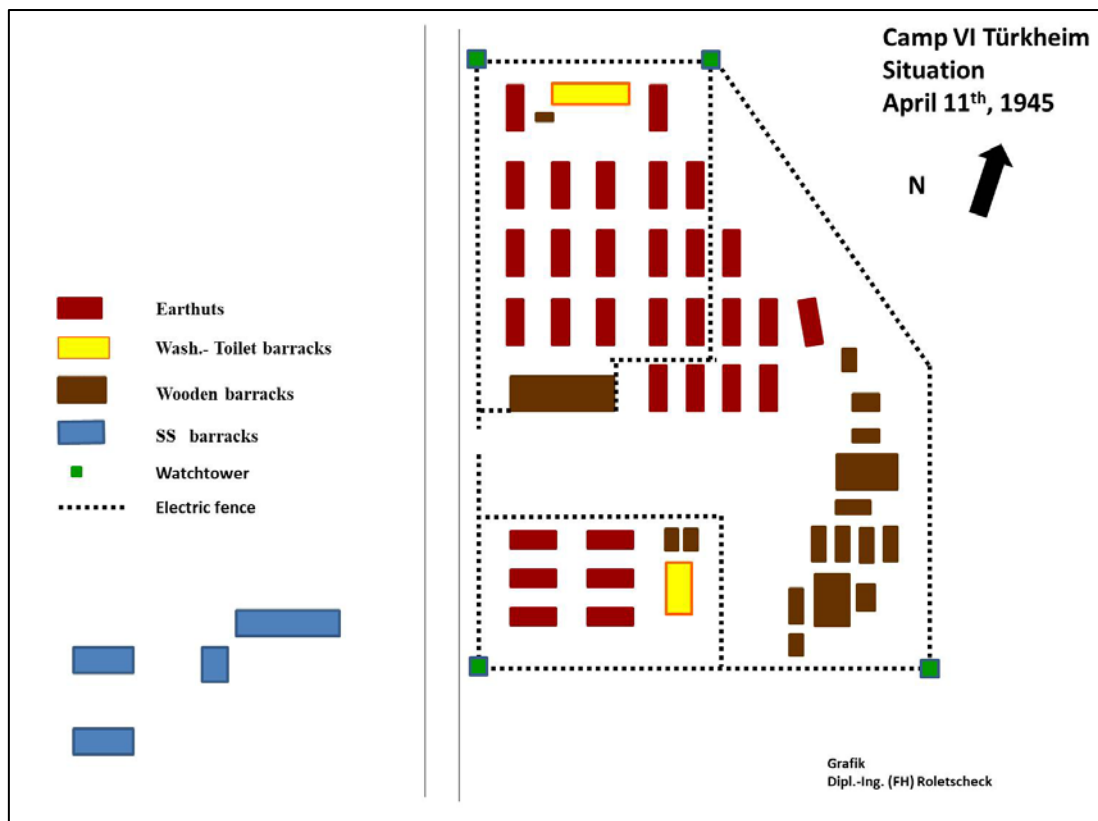 Camp VI Türkheim
Situation
April 11th, 1945
N
Earthuts
Wash.- Toilet barracks
Wooden barracks
SS barracks
Watchtower
Electric fence
Grafik
Dipl.-Ing. (FH) Roletscheck